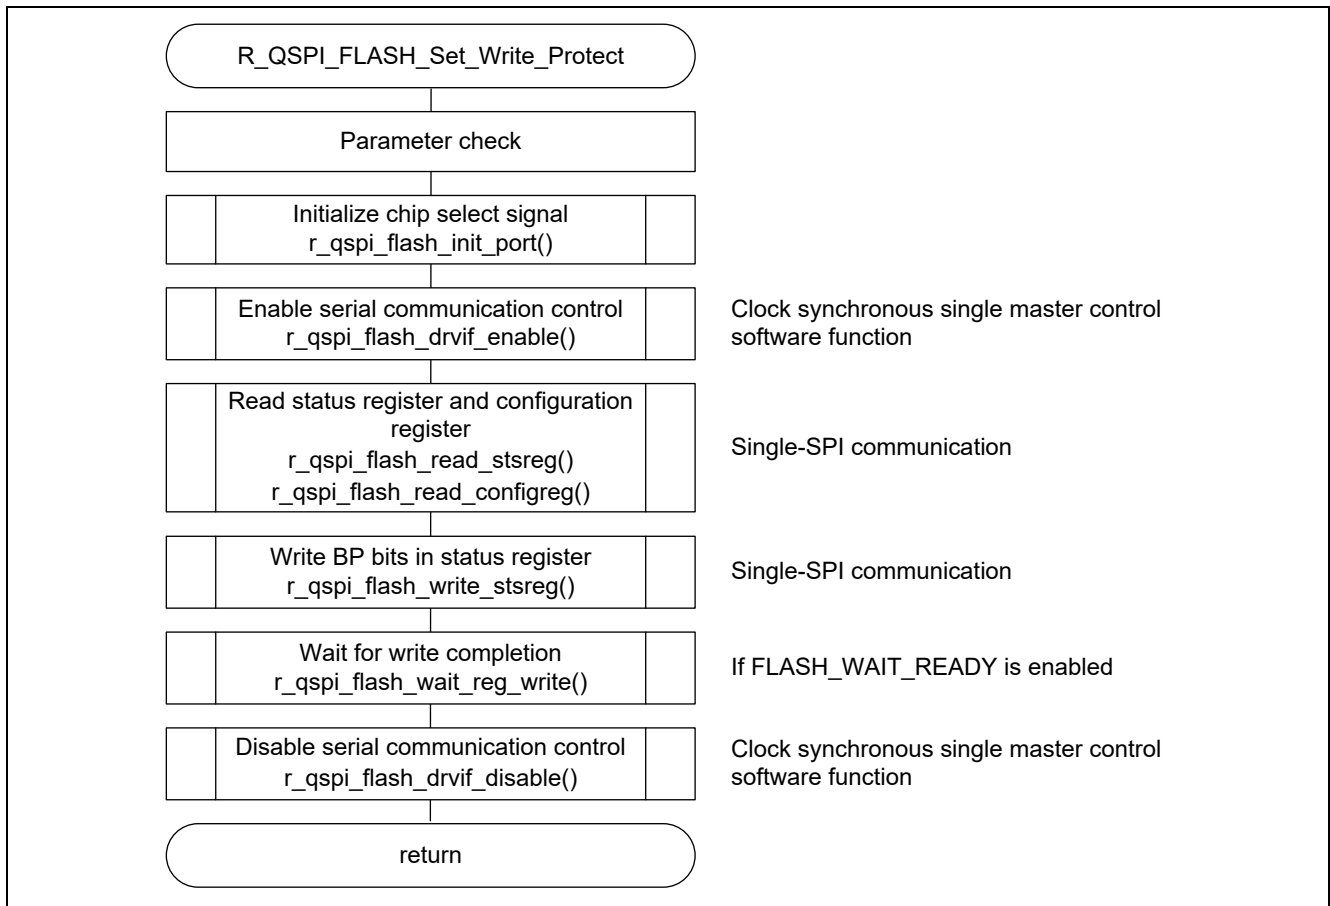 R_QSPI_FLASH_Set_Write_Protect
Parameter check
Initialize chip select signal
r_qspi_flash_init_port()
Enable serial communication control
r_qspi_flash_drvif_enable()
Clock synchronous single master control
software function
Read status register and configuration
register
r_qspi_flash_read_stsreg()
r_qspi_flash_read_configreg()
Single-SPI communication
Write BP bits in status register
r_qspi_flash_write_stsreg()
Single-SPI communication
Wait for write completion
r_qspi_flash_wait_reg_write()
If FLASH_WAIT_READY is enabled
Disable serial communication control
r_qspi_flash_drvif_disable()
Clock synchronous single master control
software function
return